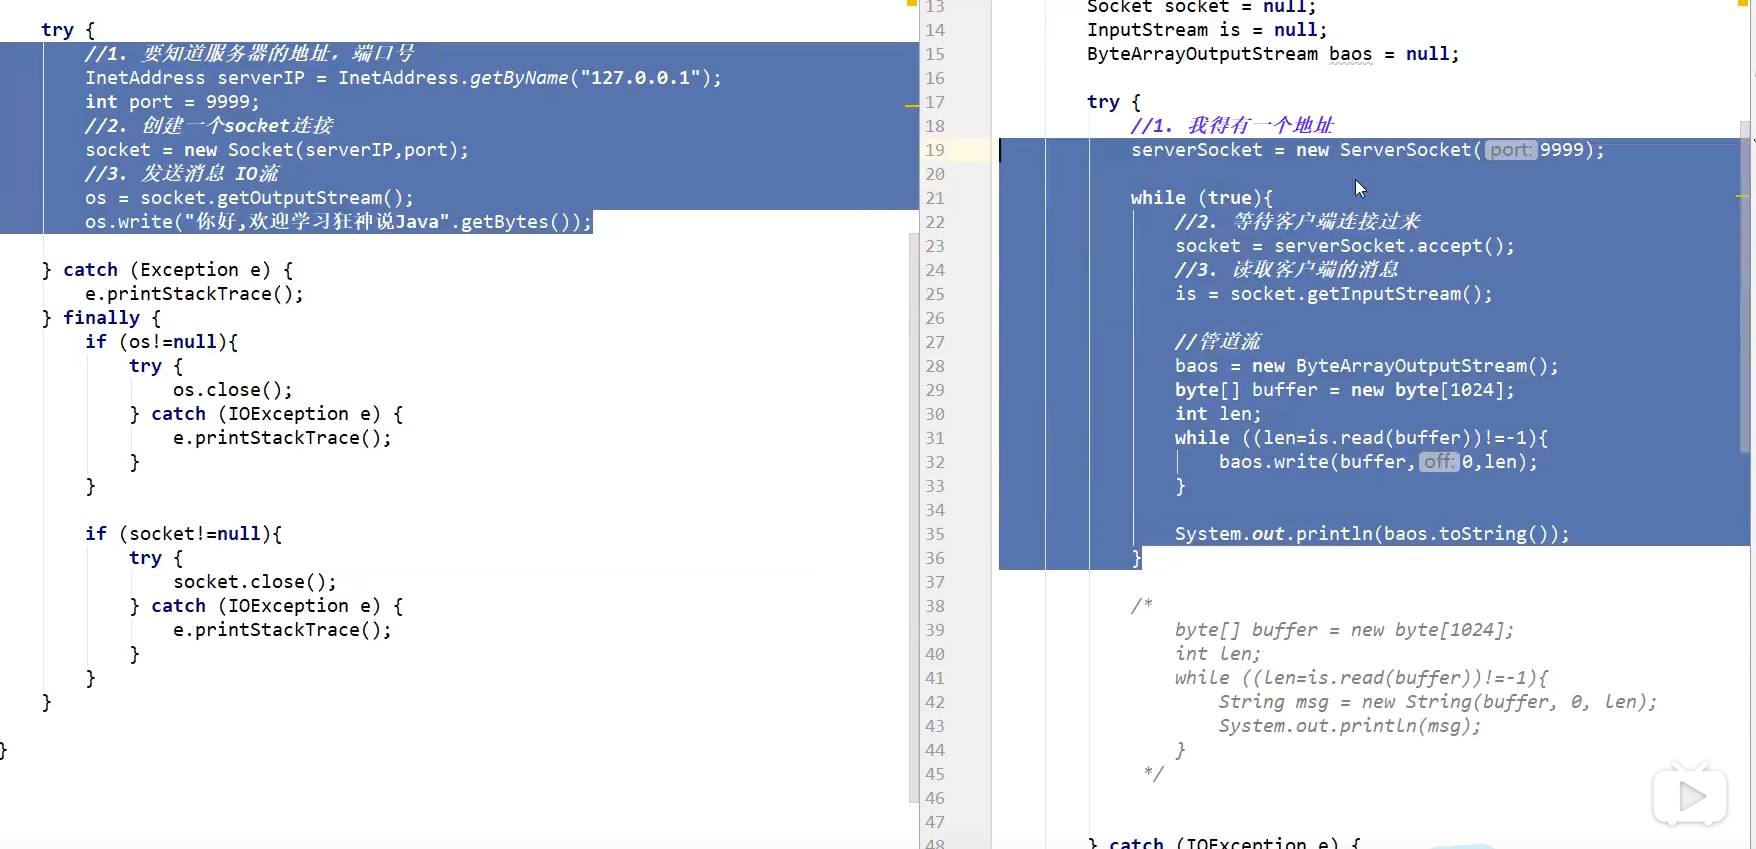 try {
//1. 要知道服务器的地址，端口号
InetAddress serverIP = InetAddress.getByName("127.0.0.1");
int port = 9999;
//2. 创建一个socket连接
socket = new Socket(serverIP,port);
//3. 发送消息 IO流
os = socket.getOutputStream();
os.write("你好,欢迎学习狂神说Java".getBytes());
} catch (Exception e) {
e.printStackTrace();
} finally {
if (os!=null){
try {
os.close();
} catch (IOException e) {
e.printStackTrace();
}
}
if (socket!=null){
try {
socket.close();
} catch (IOException e) {
e.printStackTrace();
}
}
}
}
13 Socket socket = null;
14 InputStream is = null;
15 ByteArrayOutputStream baos = null;
16
17 try {
18 //1. 我得有一个地址
19 serverSocket = new ServerSocket( port: 9999);
20
21 while (true){
22 //2. 等待客户端连接过来
23 socket = serverSocket.accept();
24 //3. 读取客户端的消息
25 is = socket.getInputStream();
26
27 //管道流
28 baos = new ByteArrayOutputStream();
29 byte[] buffer = new byte[1024];
30 int len;
31 while ((len=is.read(buffer))!=-1){
32 baos.write(buffer, off: 0,len);
33 }
34
35 System.out.println(baos.toString());
36 }
37
38 /*
39 byte[] buffer = new byte[1024];
40 int len;
41 while ((len=is.read(buffer))!=-1){
42 String msg = new String(buffer, 0, len);
43 System.out.println(msg);
44 }
45 */
46
47
48 } catch (IOException e) {